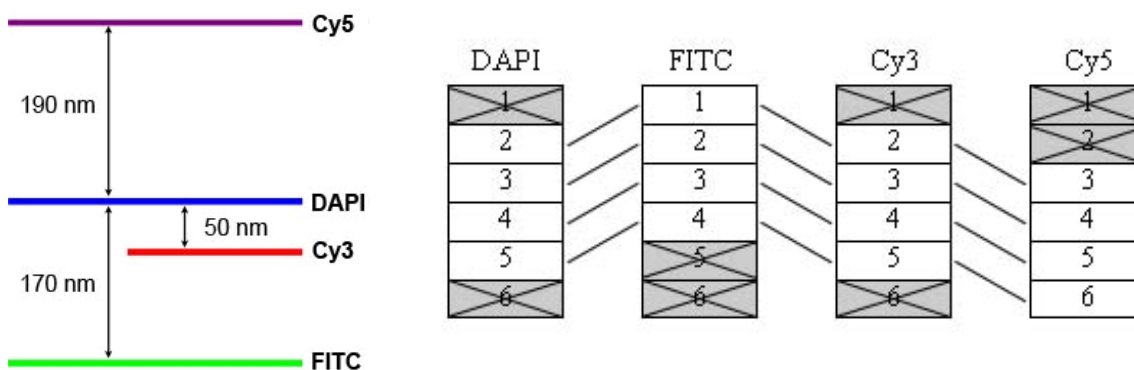 Cy5
190 nm
DAPI
50 nm
Cy3
170 nm
FITC
DAPI FITC Cy3 Cy5
1 1 1 1
2 2 2 2
3 3 3 3
4 4 4 4
5 5 5 5
6 6 6 6